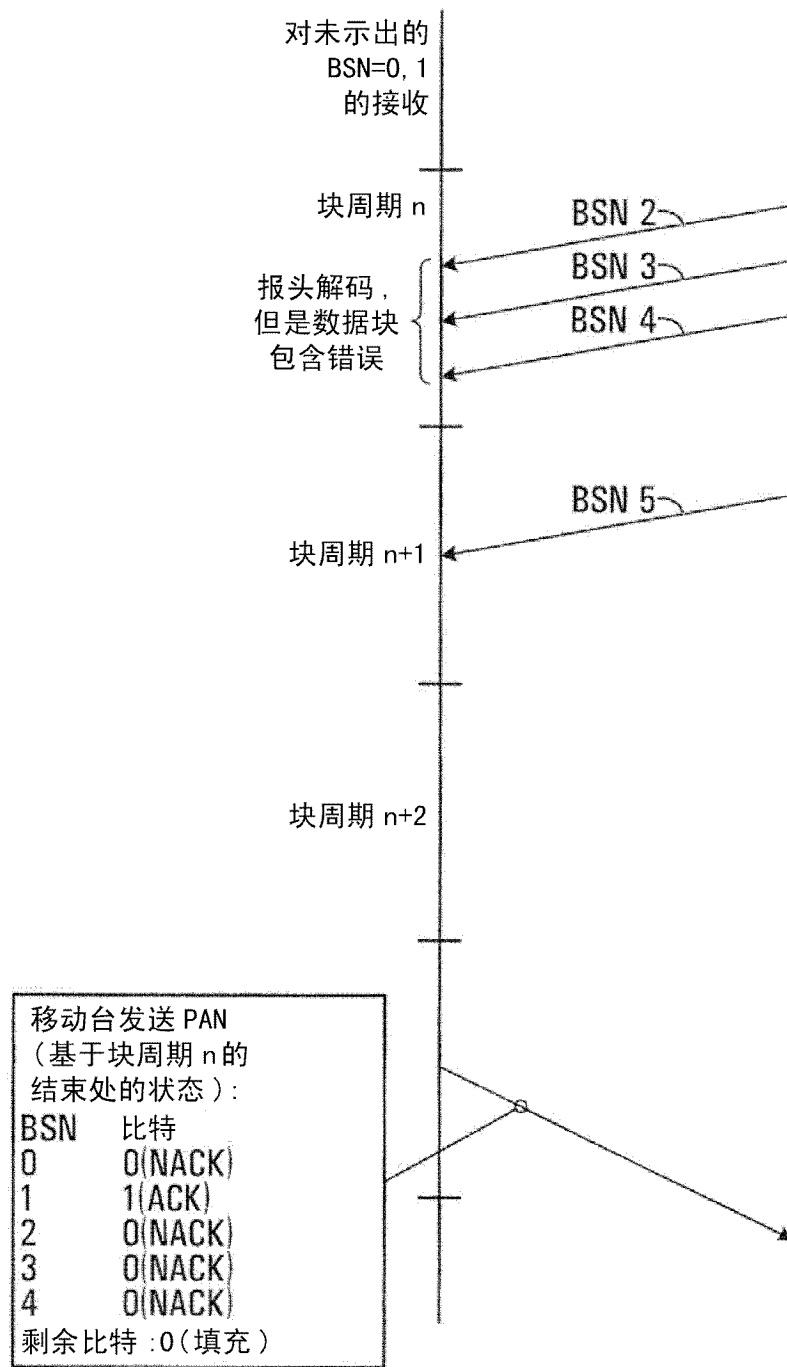 对未示出的
BSN=0, 1
的接收
块周期 n
BSN 2
报头解码,
但是数据块
包含错误
BSN 3
BSN 4
BSN 5
块周期 n+1
块周期 n+2
移动台发送 PAN
(基于块周期 n 的
结束处的状态):
BSN 比特
0 0(NACK)
1 1(ACK)
2 0(NACK)
3 0(NACK)
4 0(NACK)
剩余比特:0(填充)